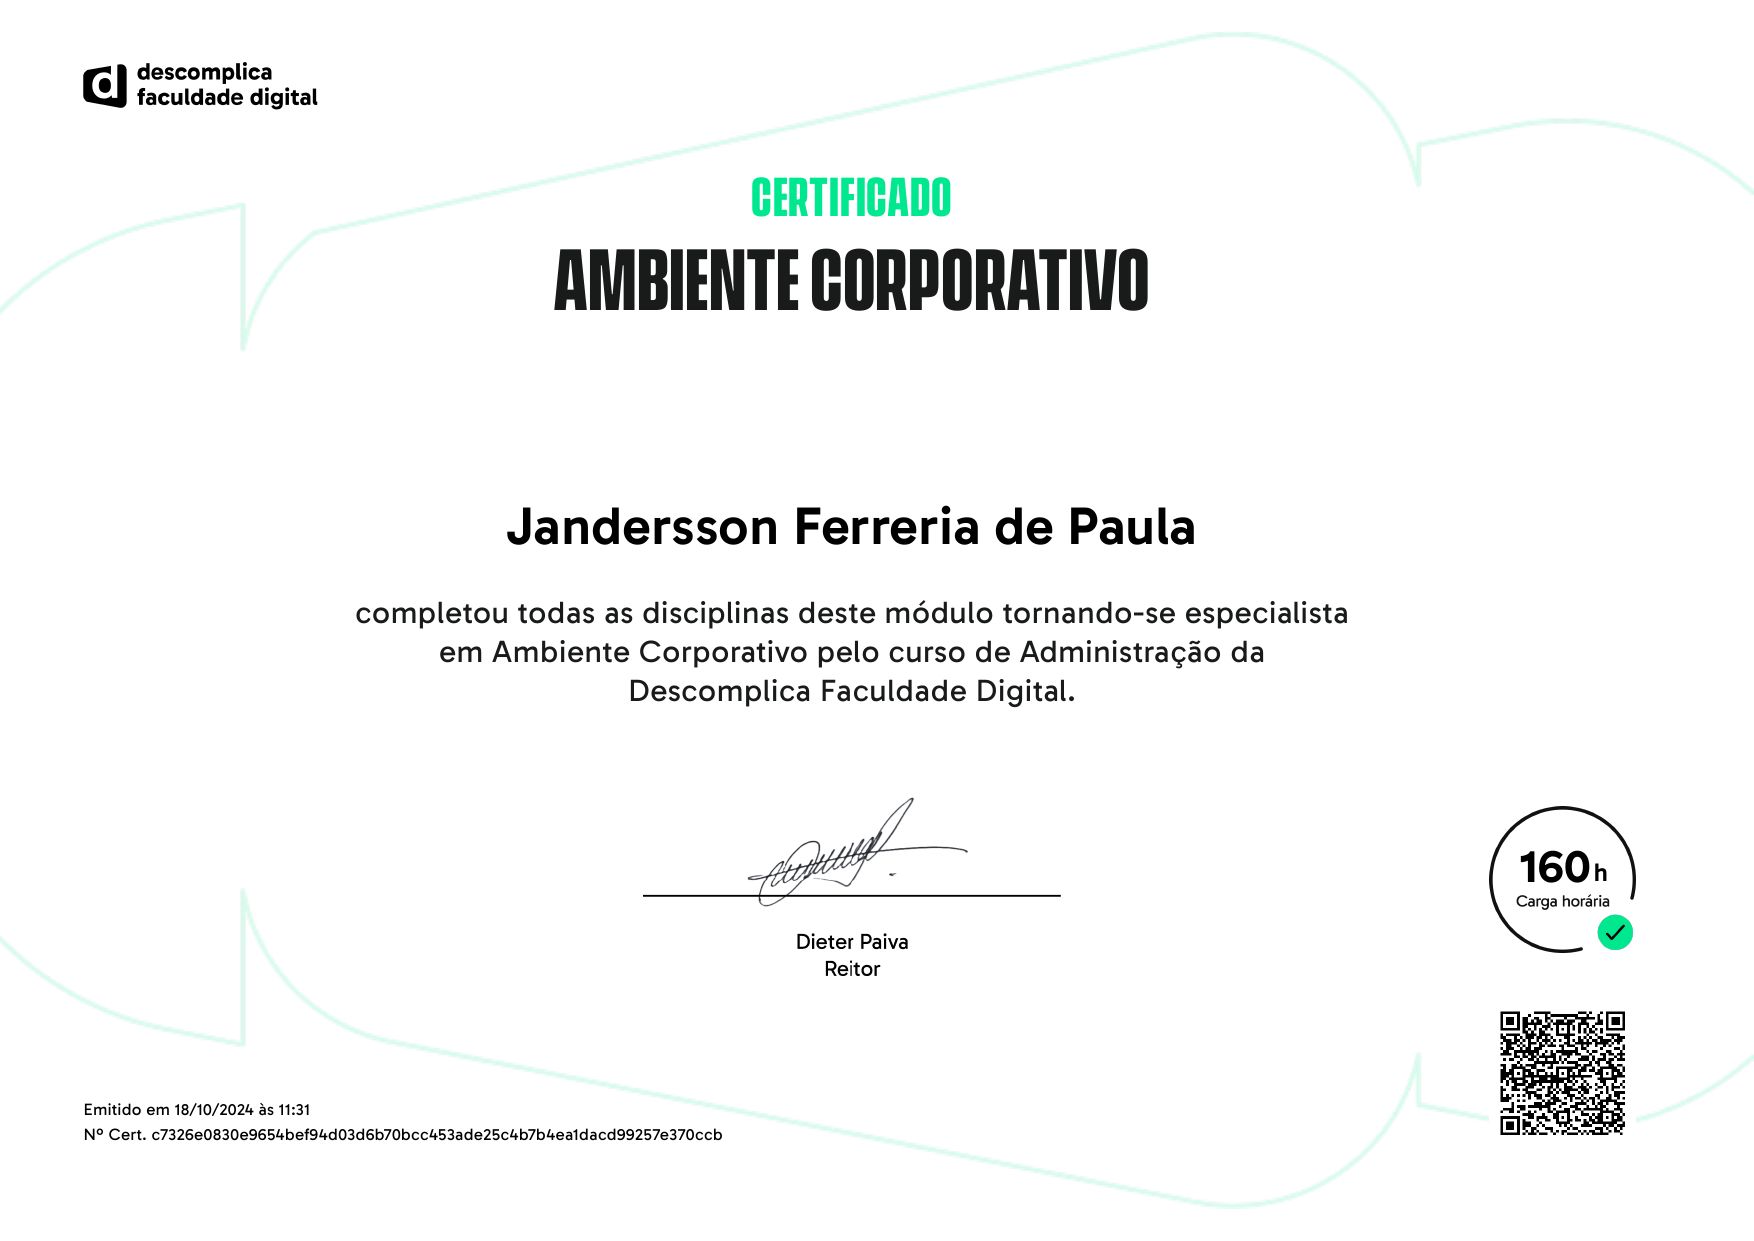 descomplica
faculdade digital
CERTIFICADO
AMBIENTE CORPORATIVO
Jandersson Ferreria de Paula
completou todas as disciplinas deste módulo tornando-se especialista
em Ambiente Corporativo pelo curso de Administração da
Descomplica Faculdade Digital.
Dieter Paiva
Reitor
160h
Carga horária
Emitido em 18/10/2024 às 11:31
Nº Cert. c7326e0830e9654bef94d03d6b70bcc453ade25c4b7b4ea1dacd99257e370ccb